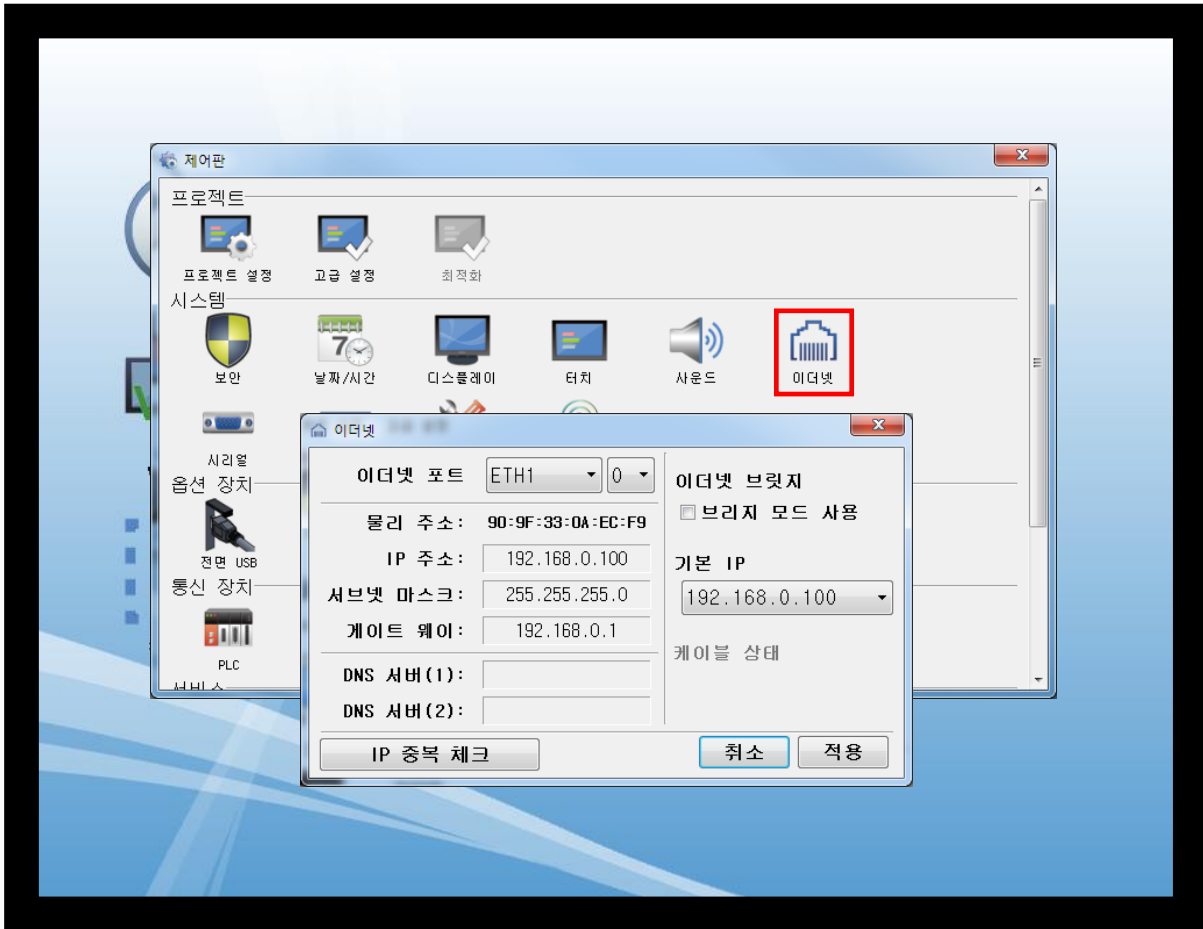 제어판
프로젝트
프로젝트 설정 고급 설정 최적화
시스템
7
보안 날짜/시간 디스플레이 터치 사운드 이더넷
시리얼
옵션 장치
전면 USB
통신 장치
PLC
서비스
이더넷
이더넷 포트 ETH1 0
물리 주소: 90:9F:33:0A:EC:F9
IP 주소: 192.168.0.100
서브넷 마스크: 255.255.255.0
게이트 웨이: 192.168.0.1
DNS 서버(1):
DNS 서버(2):
이더넷 브릿지
브리지 모드 사용
기본 IP
192.168.0.100
케이블 상태
IP 중복 체크 취소 적용